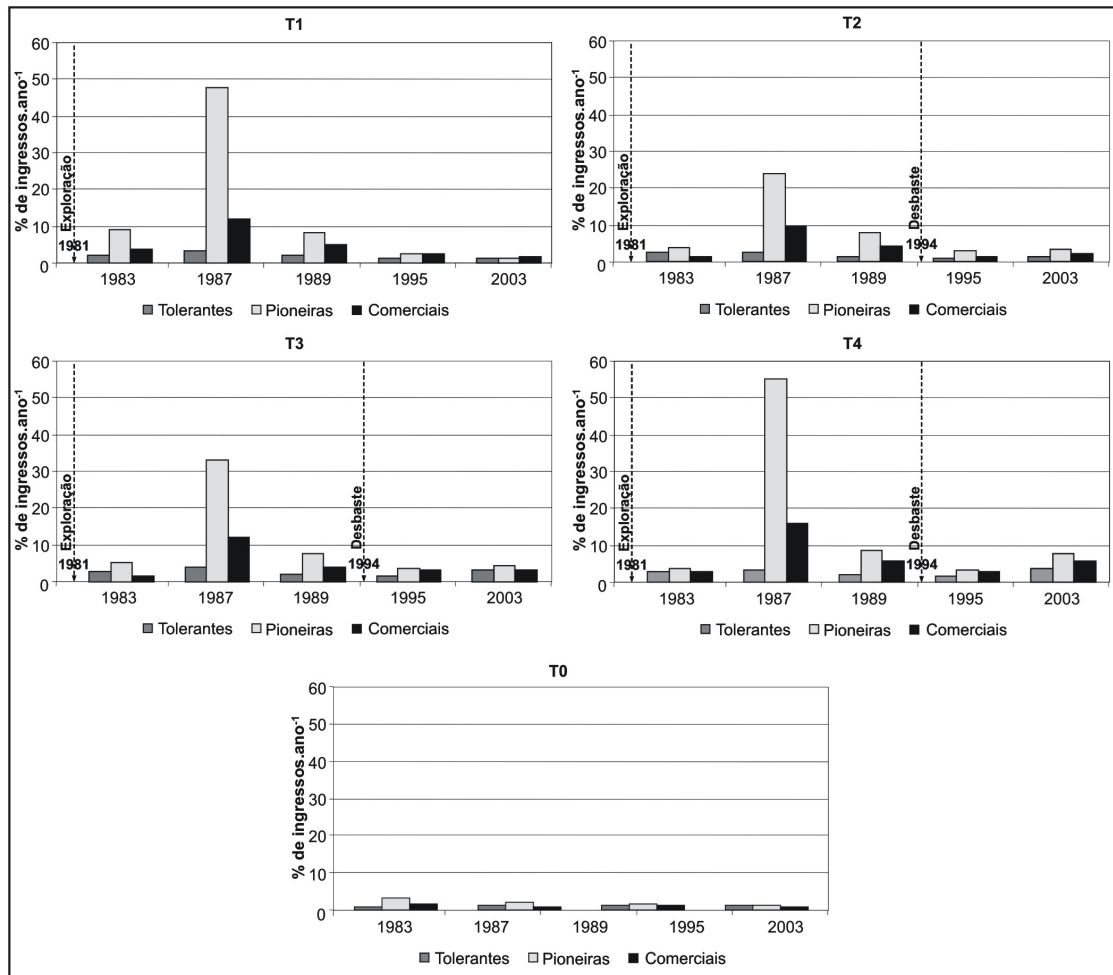 T1
% de ingressos.ano-1
60
50
40
30
20
10
0
Exploração
1981
1983 1987 1989 1995 2003
Tolerantes Pioneiras Comerciais
T2
% de ingressos.ano-1
60
50
40
30
20
10
0
Exploração
1981
Desbaste
1994
1983 1987 1989 1995 2003
Tolerantes Pioneiras Comerciais
T3
% de ingressos.ano-1
60
50
40
30
20
10
0
Exploração
1981
Desbaste
1994
1983 1987 1989 1995 2003
Tolerantes Pioneiras Comerciais
T4
% de ingressos.ano-1
60
50
40
30
20
10
0
Exploração
1981
Desbaste
1994
1983 1987 1989 1995 2003
Tolerantes Pioneiras Comerciais
T0
% de ingressos.ano-1
60
50
40
30
20
10
0
1983 1987 1989 1995 2003
Tolerantes Pioneiras Comerciais